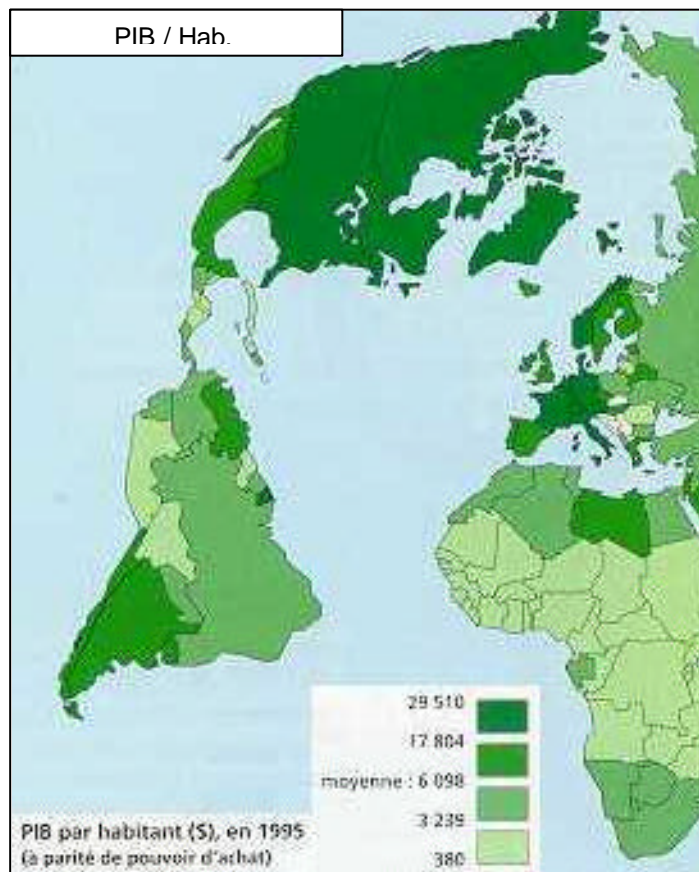 PIB / Hab.
29 510
17 804
moyenne : 6 098
3 239
380
PIB par habitant ($), en 1995
(à parité de pouvoir d'achat)